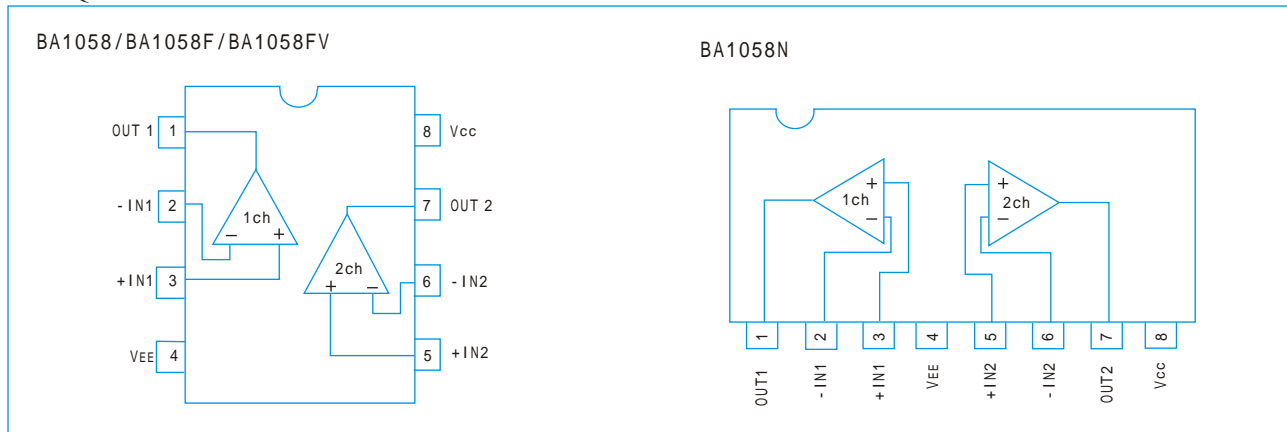 BA1058/BA1058F/BA1058FV
OUT 1 1
8 Vcc
-IN1 2
7 OUT 2
1ch
- +
+IN1 3
6 -IN2
2ch
+ -
VEE 4
5 +IN2
BA1058N
+ 1ch -
+ 2ch -
1 2 3 4 5 6 7 8
OUT1 -IN1 +IN1 VEE +IN2 -IN2 OUT2 Vcc